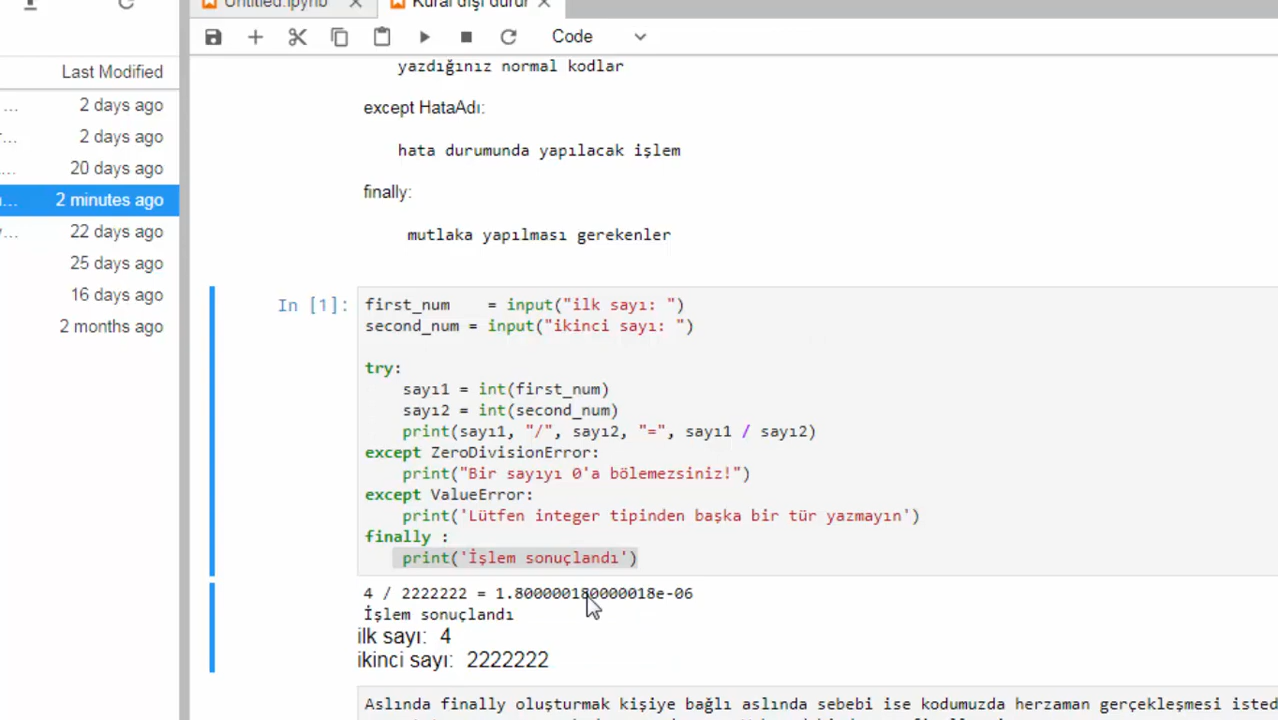 Untitled.ipynb
Kural dışı durur
Code
Last Modified
2 days ago
2 days ago
20 days ago
2 minutes ago
22 days ago
25 days ago
16 days ago
2 months ago
yazdığınız normal kodlar
except HataAdı:
hata durumunda yapılacak işlem
finally:
mutlaka yapılması gerekenler
In [1]:
first_num    = input("ilk sayı: ")
second_num = input("ikinci sayı: ")
try:
    sayı1 = int(first_num)
    sayı2 = int(second_num)
    print(sayı1, "/", sayı2, "=", sayı1 / sayı2)
except ZeroDivisionError:
    print("Bir sayıyı 0'a bölemezsiniz!")
except ValueError:
    print('Lütfen integer tipinden başka bir tür yazmayın')
finally :
    print('İşlem sonuçlandı')
4 / 2222222 = 1.800000180000018e-06
İşlem sonuçlandı
ilk sayı: 4
ikinci sayı: 2222222
Aslında finally oluşturmak kişiye bağlı aslında sebebi ise kodumuzda herzaman gerçekleşmesi isted